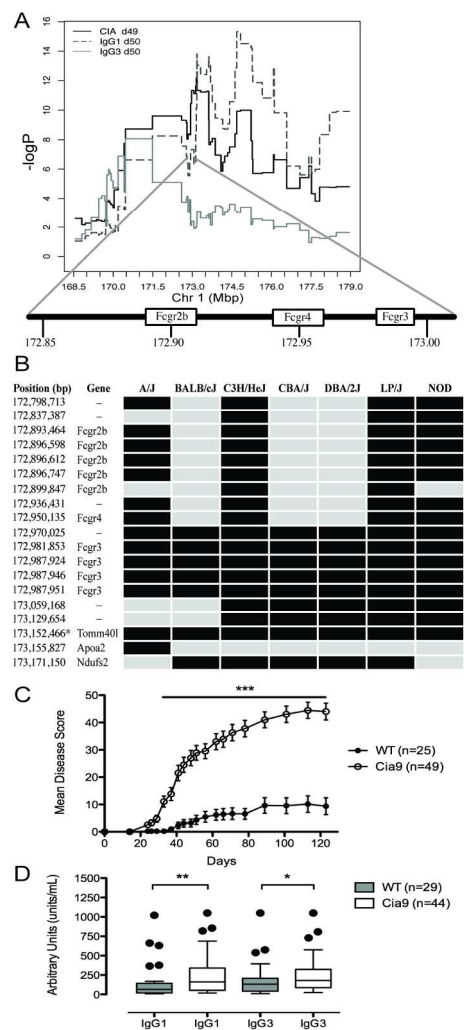 A
CIA d49
IgG1 d50
IgG3 d50
16
14
12
10
8
6
4
2
0
-logP
168.5 170.0 171.5 173.0 174.5 176.0 177.5 179.0
Chr 1 (Mbp)
Fcgr2b Fcgr4 Fcgr3
172.85 172.90 172.95 173.00
B
Position (bp) Gene A/J BALB/cJ C3H/HeJ CBA/J DBA/2J LP/J NOD
172,798,713 –
172,837,387 –
172,893,464 Fcgr2b
172,896,598 Fcgr2b
172,896,612 Fcgr2b
172,896,747 Fcgr2b
172,899,847 Fcgr2b
172,936,431 –
172,950,135 Fcgr4
172,970,025 –
172,981,853 Fcgr3
172,987,924 Fcgr3
172,987,946 Fcgr3
172,987,951 Fcgr3
173,059,168 –
173,129,654 –
173,152,466* Tomm40l
173,155,827 Apoa2
173,171,150 Ndufs2
C
***
50
40
30
20
10
0
Mean Disease Score
0 20 40 60 80 100 120
Days
WT (n=25)
Cia9 (n=49)
D
** *
1500
1250
1000
750
500
250
0
Arbitrary Units (units/mL)
IgG1 IgG1 IgG3 IgG3
WT (n=29)
Cia9 (n=44)